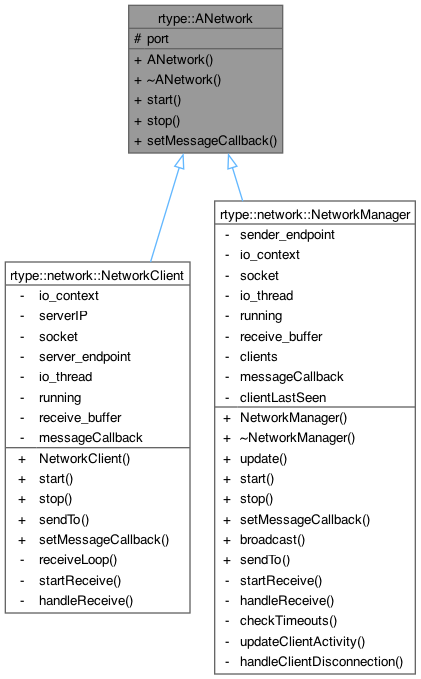 rtype::ANetwork
# port
+ ANetwork()
+ ~ANetwork()
+ start()
+ stop()
+ setMessageCallback()
rtype::network::NetworkClient
- io_context
- serverIP
- socket
- server_endpoint
- io_thread
- running
- receive_buffer
- messageCallback
+ NetworkClient()
+ start()
+ stop()
+ sendTo()
+ setMessageCallback()
- receiveLoop()
- startReceive()
- handleReceive()
rtype::network::NetworkManager
- sender_endpoint
- io_context
- socket
- io_thread
- running
- receive_buffer
- clients
- messageCallback
- clientLastSeen
+ NetworkManager()
+ ~NetworkManager()
+ update()
+ start()
+ stop()
+ setMessageCallback()
+ broadcast()
+ sendTo()
- startReceive()
- handleReceive()
- checkTimeouts()
- updateClientActivity()
- handleClientDisconnection()